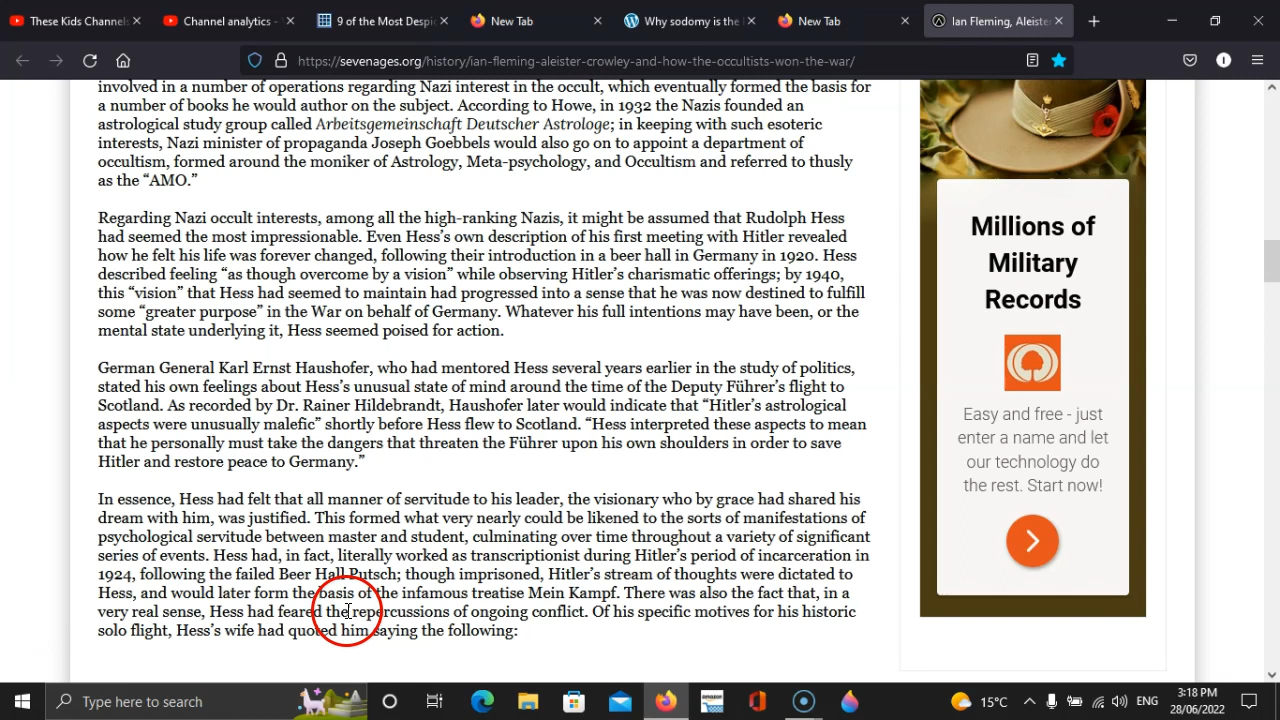 These Kids Channels
Channel analytics -
9 of the Most Despi
New Tab
Why sodomy is the
New Tab
Ian Fleming, Aleiste
https://sevenages.org/history/ian-fleming-aleister-crowley-and-how-the-occultists-won-the-war/
involved in a number of operations regarding Nazi interest in the occult, which eventually formed the basis for
a number of books he would author on the subject. According to Howe, in 1932 the Nazis founded an
astrological study group called Arbeitsgemeinschaft Deutscher Astrologe; in keeping with such esoteric
interests, Nazi minister of propaganda Joseph Goebbels would also go on to appoint a department of
occultism, formed around the moniker of Astrology, Meta-psychology, and Occultism and referred to thusly
as the “AMO.”
Regarding Nazi occult interests, among all the high-ranking Nazis, it might be assumed that Rudolph Hess
had seemed the most impressionable. Even Hess’s own description of his first meeting with Hitler revealed
how he felt his life was forever changed, following their introduction in a beer hall in Germany in 1920. Hess
described feeling “as though overcome by a vision” while observing Hitler’s charismatic offerings; by 1940,
this “vision” that Hess had seemed to maintain had progressed into a sense that he was now destined to fulfill
some “greater purpose” in the War on behalf of Germany. Whatever his full intentions may have been, or the
mental state underlying it, Hess seemed poised for action.
German General Karl Ernst Haushofer, who had mentored Hess several years earlier in the study of politics,
stated his own feelings about Hess’s unusual state of mind around the time of the Deputy Führer’s flight to
Scotland. As recorded by Dr. Rainer Hildebrandt, Haushofer later would indicate that “Hitler’s astrological
aspects were unusually malefic” shortly before Hess flew to Scotland. “Hess interpreted these aspects to mean
that he personally must take the dangers that threaten the Führer upon his own shoulders in order to save
Hitler and restore peace to Germany.”
In essence, Hess had felt that all manner of servitude to his leader, the visionary who by grace had shared his
dream with him, was justified. This formed what very nearly could be likened to the sorts of manifestations of
psychological servitude between master and student, culminating over time throughout a variety of significant
series of events. Hess had, in fact, literally worked as transcriptionist during Hitler’s period of incarceration in
1924, following the failed Beer Hall Putsch; though imprisoned, Hitler’s stream of thoughts were dictated to
Hess, and would later form the basis of the infamous treatise Mein Kampf. There was also the fact that, in a
very real sense, Hess had feared the repercussions of ongoing conflict. Of his specific motives for his historic
solo flight, Hess’s wife had quoted him saying the following:
Millions of
Military
Records
Easy and free - just
enter a name and let
our technology do
the rest. Start now!
Type here to search
15°C
ENG
3:18 PM
28/06/2022